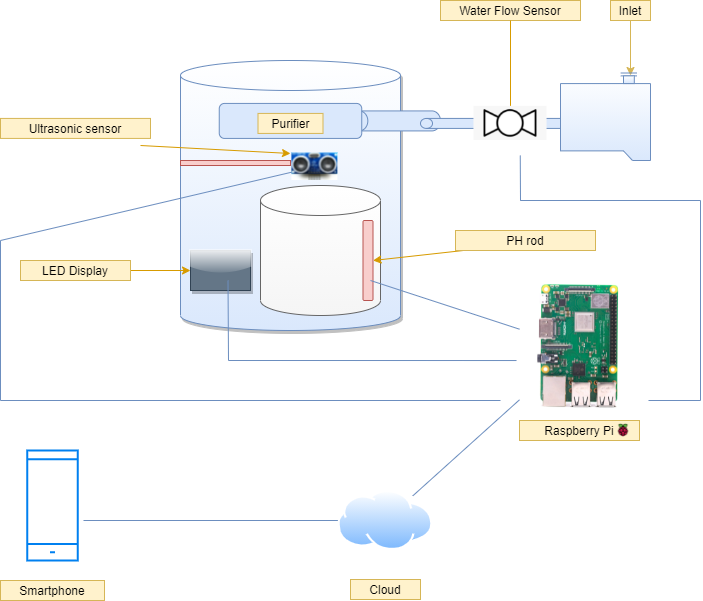 Water Flow Sensor
Inlet
Purifier
Ultrasonic sensor
PH rod
LED Display
Raspberry Pi
Smartphone
Cloud